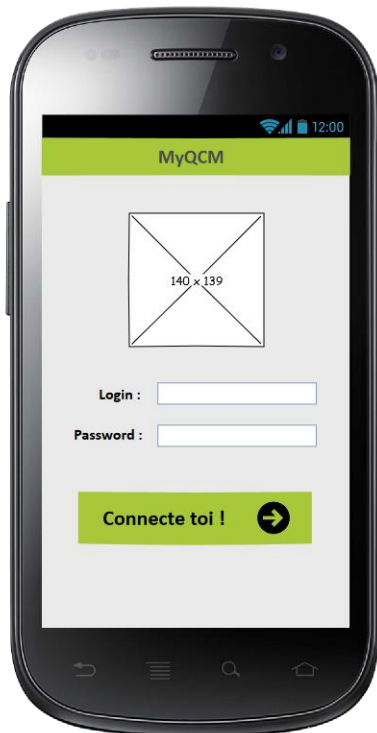 12:00
MyQCM
140 x 139
Login :
Password :
Connecte toi !